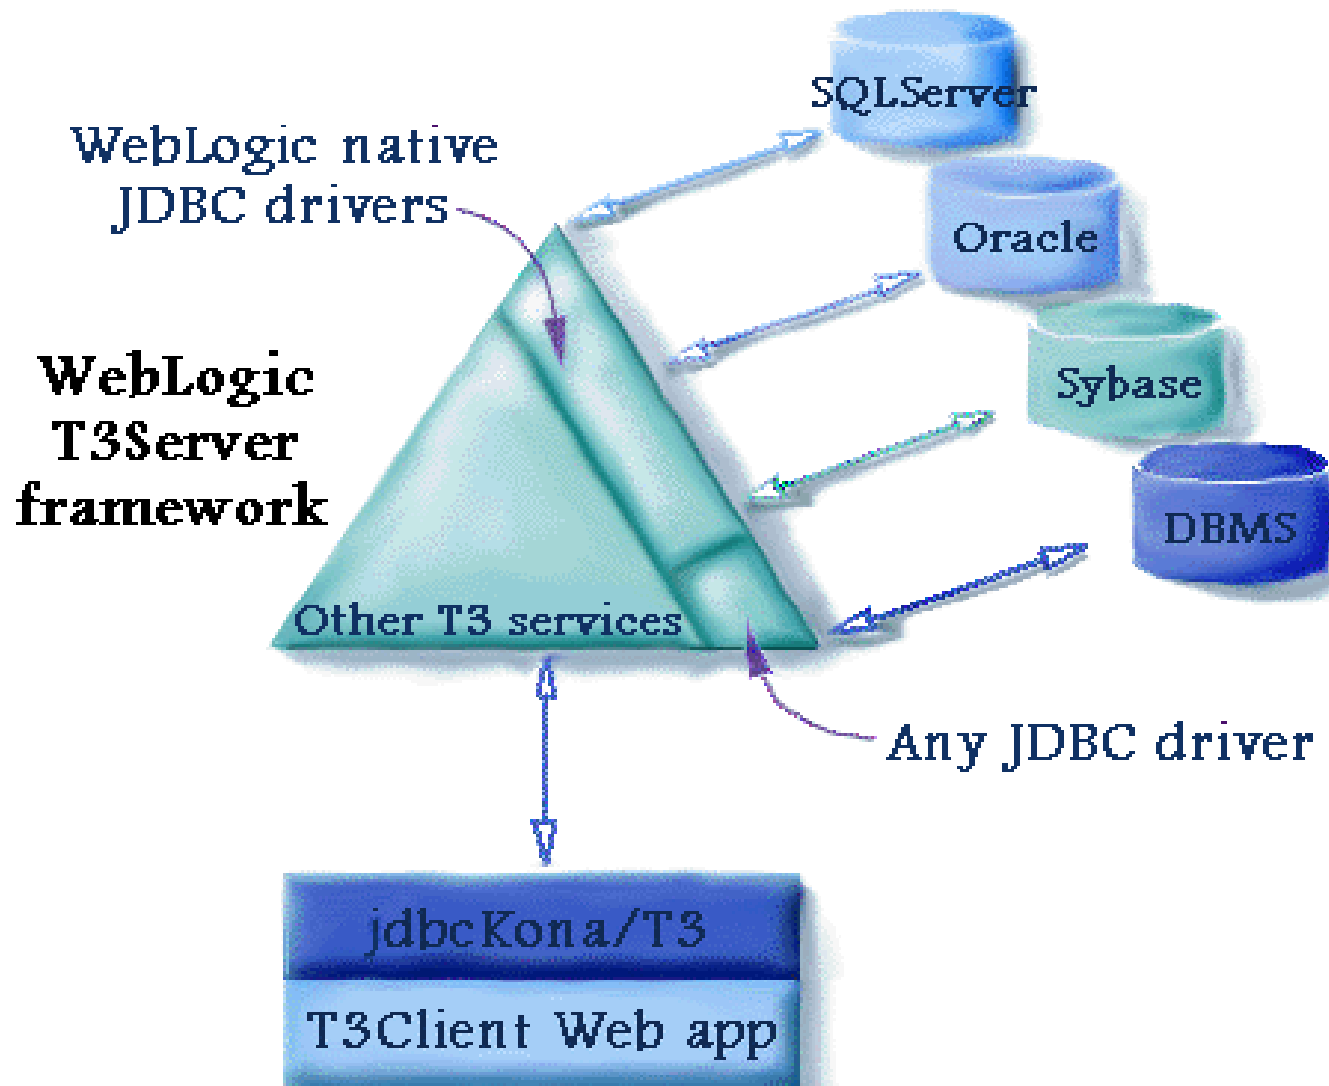 SQLServer
WebLogic native
JDBC drivers
Oracle
WebLogic
T3Server
framework
Sybase
DBMS
Other T3 services
Any JDBC driver
jdbcKona/T3
T3Client Web app